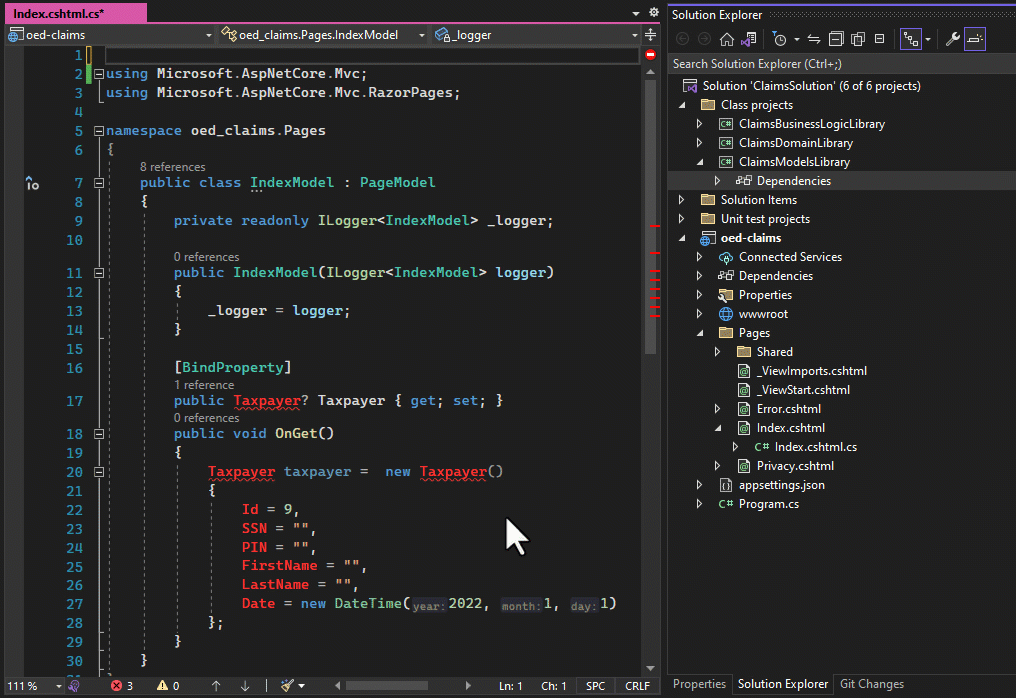 Index.cshtml.cs*
oed-claims
oed_claims.Pages.IndexModel
_logger
1
2 using Microsoft.AspNetCore.Mvc;
3 using Microsoft.AspNetCore.Mvc.RazorPages;
4
5 namespace oed_claims.Pages
6 {
8 references
7 public class IndexModel : PageModel
8 {
9 private readonly ILogger<IndexModel> _logger;
10
0 references
11 public IndexModel(ILogger<IndexModel> logger)
12 {
13 _logger = logger;
14 }
15
16 [BindProperty]
1 reference
17 public Taxpayer? Taxpayer { get; set; }
0 references
18 public void OnGet()
19 {
20 Taxpayer taxpayer =  new Taxpayer()
21 {
22 Id = 9,
23 SSN = "",
24 PIN = "",
25 FirstName = "",
26 LastName = "",
27 Date = new DateTime(year: 2022, month: 1, day: 1)
28 };
29 }
30 }
111 %
3
0
Ln: 1
Ch: 1
SPC
CRLF
Solution Explorer
Search Solution Explorer (Ctrl+;)
Solution 'ClaimsSolution' (6 of 6 projects)
Class projects
C# ClaimsBusinessLogicLibrary
C# ClaimsDomainLibrary
C# ClaimsModelsLibrary
Dependencies
Solution Items
Unit test projects
oed-claims
Connected Services
Dependencies
Properties
wwwroot
Pages
Shared
_ViewImports.cshtml
_ViewStart.cshtml
Error.cshtml
Index.cshtml
C# Index.cshtml.cs
Privacy.cshtml
appsettings.json
C# Program.cs
Properties
Solution Explorer
Git Changes